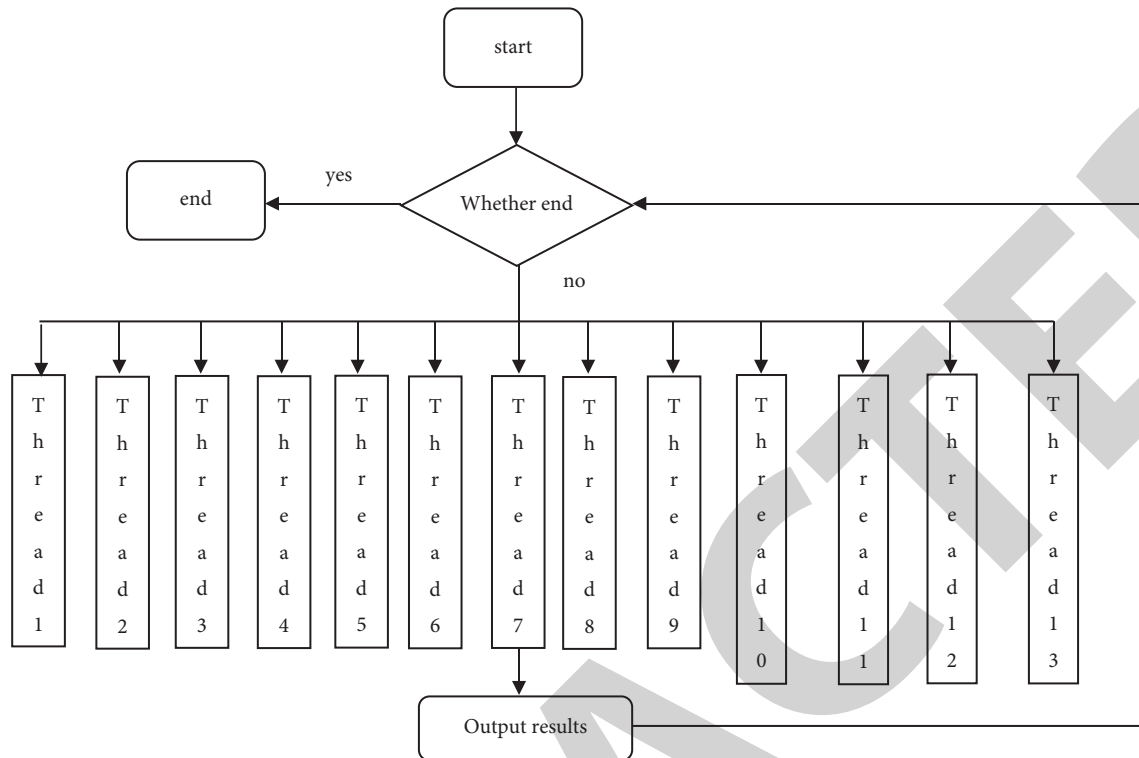 start
yes
end
Whether end
no
Thread1
Thread2
Thread3
Thread4
Thread5
Thread6
Thread7
Thread8
Thread9
Thread10
Thread11
Thread12
Thread13
Output results
ACTE